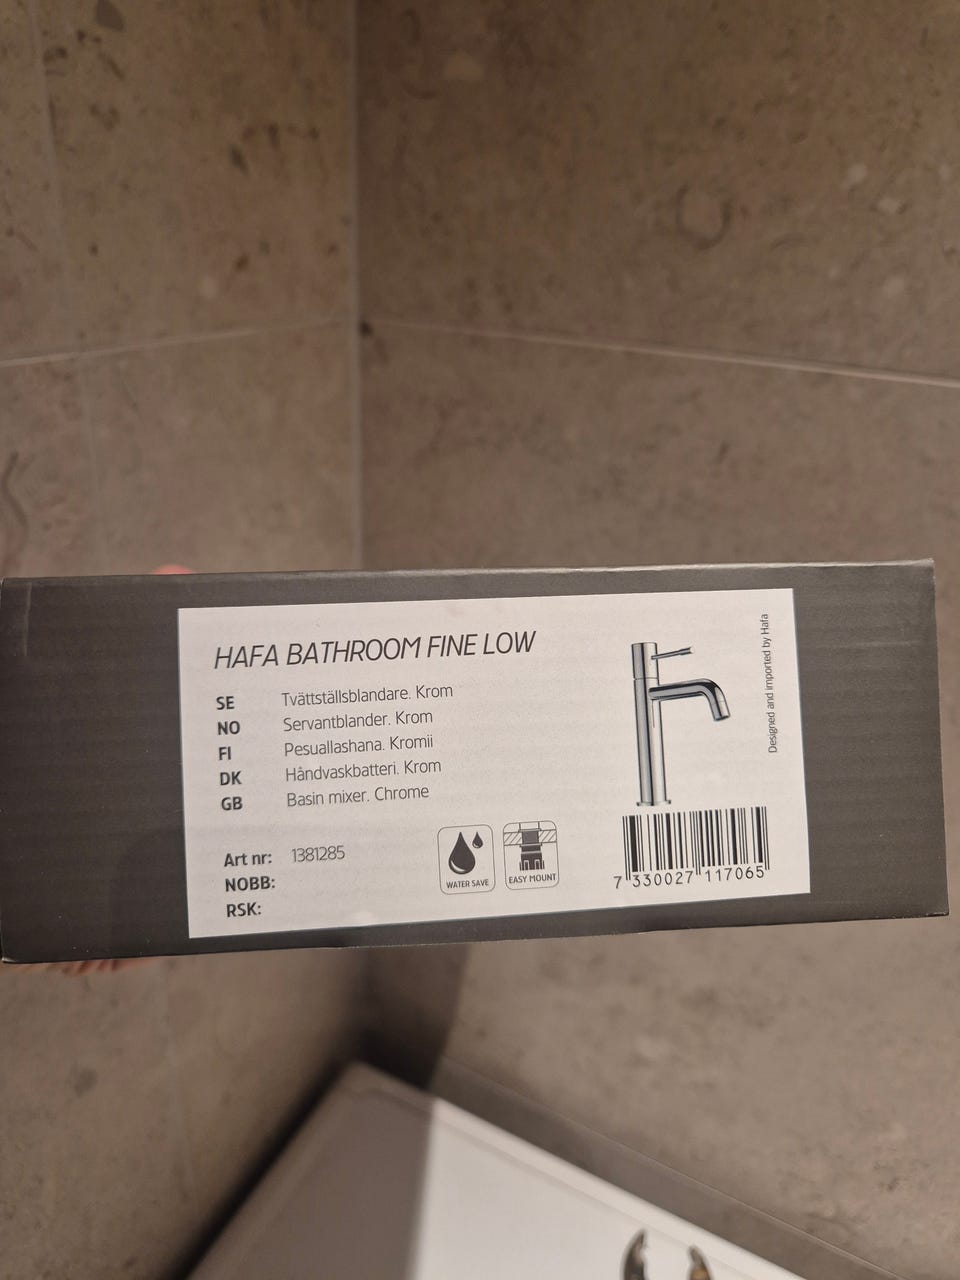 HAFA BATHROOM FINE LOW
SE Tvättställsblandare. Krom
NO Servantblander. Krom
FI Pesuallashana. Kromii
DK Håndvaskbatteri. Krom
GB Basin mixer. Chrome
Art nr: 1381285
NOBB:
RSK:
WATER SAVE
EASY MOUNT
7 330027 117065
Designed and imported by Hafa